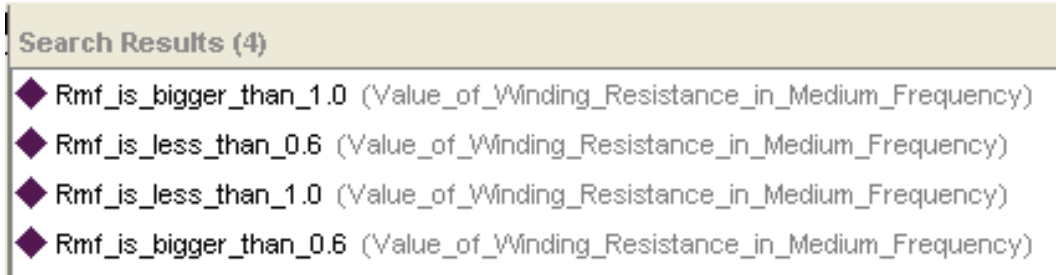 Search Results (4)
Rmf_is_bigger_than_1.0 (Value_of_Winding_Resistance_in_Medium_Frequency)
Rmf_is_less_than_0.6 (Value_of_Winding_Resistance_in_Medium_Frequency)
Rmf_is_less_than_1.0 (Value_of_Winding_Resistance_in_Medium_Frequency)
Rmf_is_bigger_than_0.6 (Value_of_Winding_Resistance_in_Medium_Frequency)